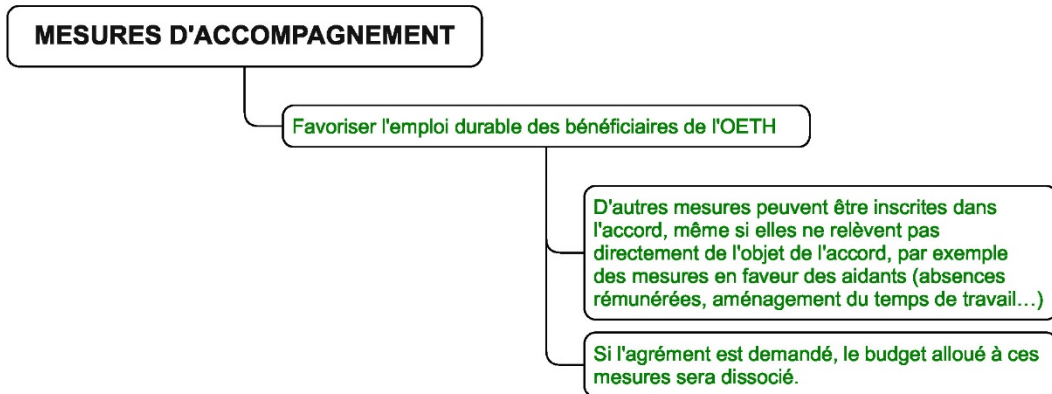 MESURES D'ACCOMPAGNEMENT
Favoriser l'emploi durable des bénéficiaires de l'OETH
D'autres mesures peuvent être inscrites dans
l'accord, même si elles ne relèvent pas
directement de l'objet de l'accord, par exemple
des mesures en faveur des aidants (absences
rémunérées, aménagement du temps de travail…)
Si l'agrément est demandé, le budget alloué à ces
mesures sera dissocié.